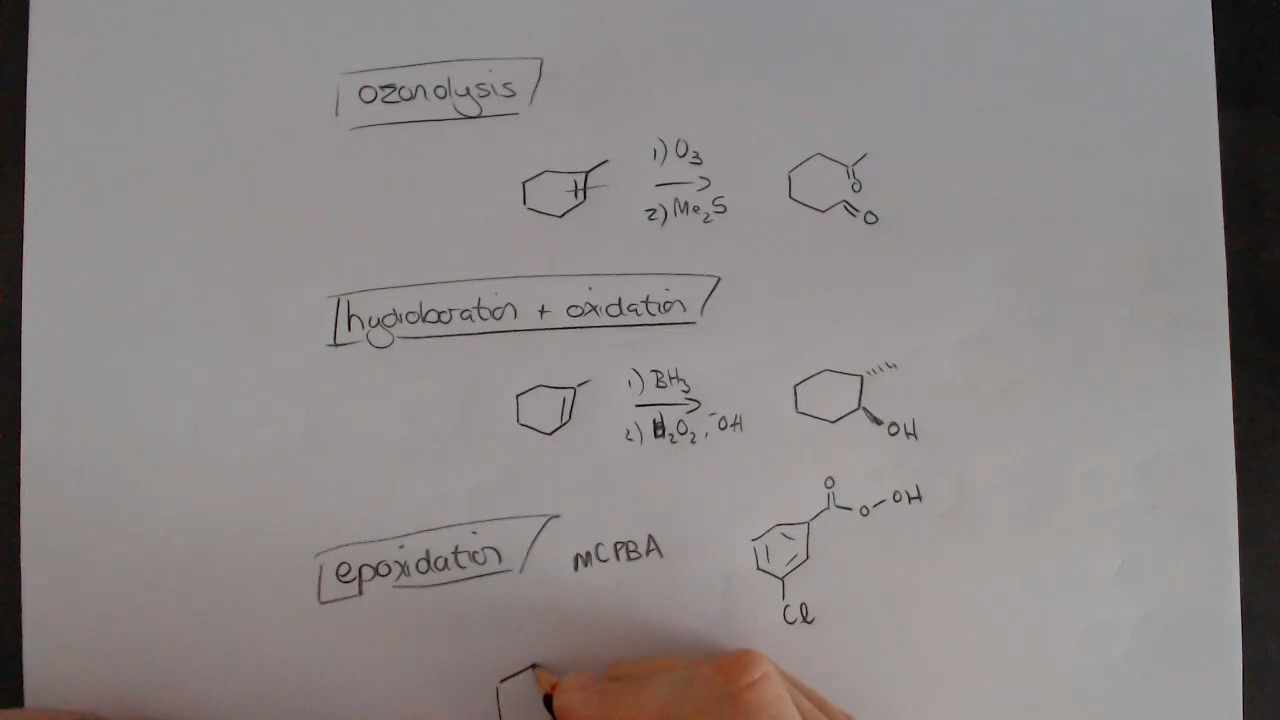 ozonolysis
1) O₃
2) Me₂S
O
O
hydroboration + oxidation
1) BH₃
2) H₂O₂, ⁻OH
OH
epoxidation
mCPBA
O
O
OH
Cl